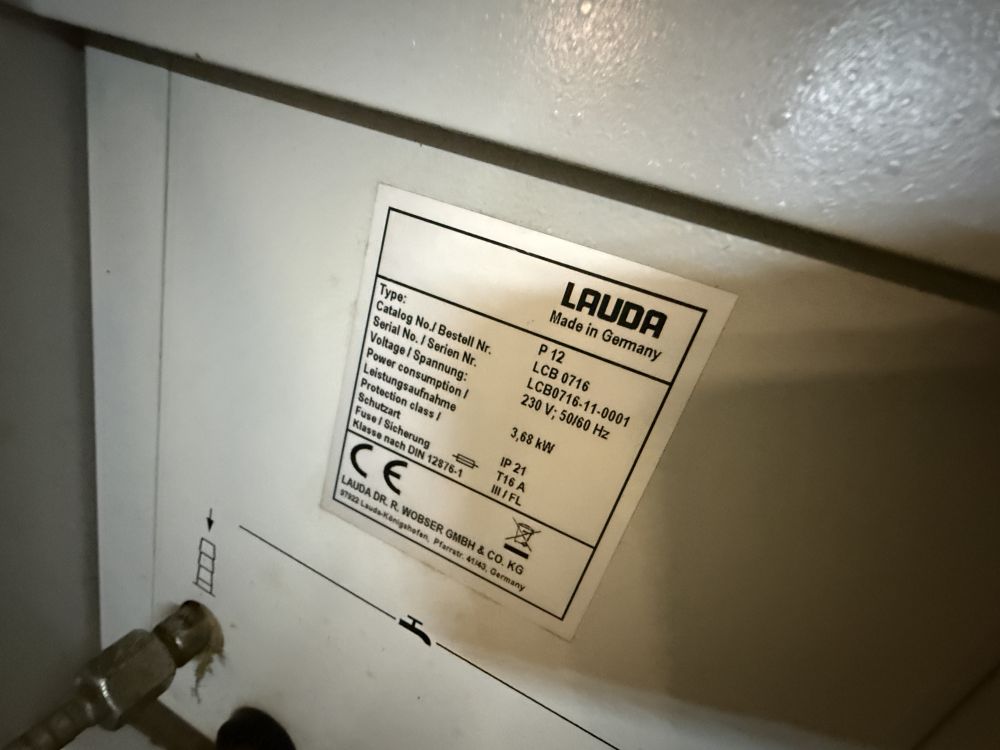 LAUDA
Made in Germany
Type: P 12
Catalog No./ Bestell Nr. LCB 0716
Serial No. / Serien Nr. LCB0716-11-0001
Voltage / Spannung: 230 V; 50/60 Hz
Power consumption /
Leistungsaufnahme 3,68 kW
Protection class /
Schutzart IP 21
Fuse / Sicherung T16 A
Klasse nach DIN 12876-1 III / FL
CE
LAUDA DR. R. WOBSER GMBH & CO. KG
97922 Lauda-Königshofen, Pfarrstr. 41/43, Germany